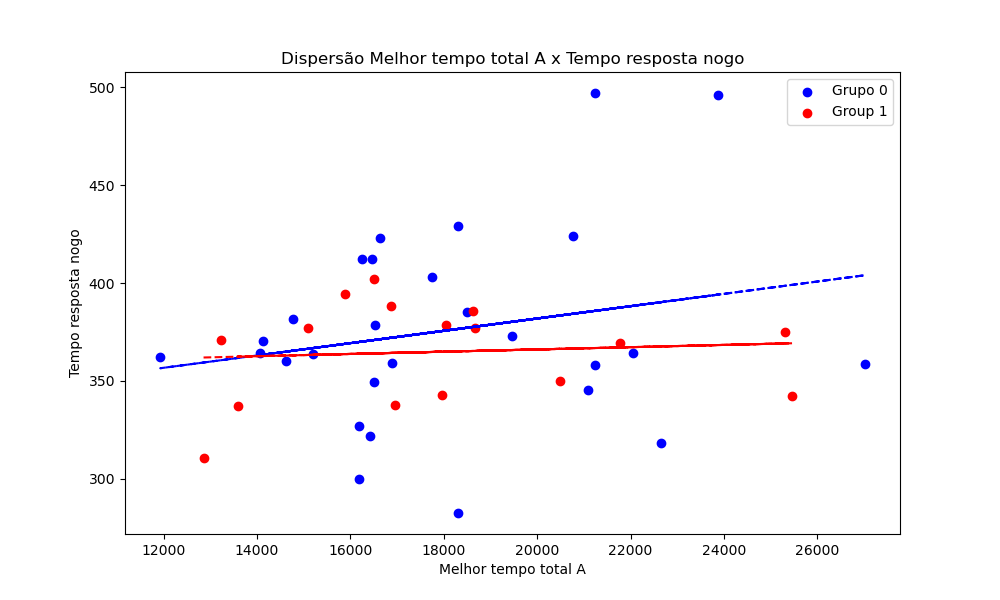 Dispersão Melhor tempo total A x Tempo resposta nogo
Grupo 0
Group 1
500
450
400
350
300
Tempo resposta nogo
12000 14000 16000 18000 20000 22000 24000 26000
Melhor tempo total A